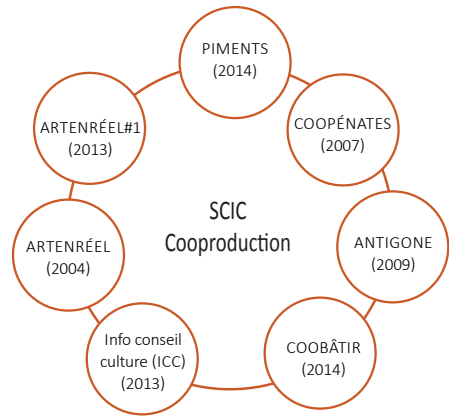 PIMENTS
(2014)
COOPÉNATES
(2007)
ANTIGONE
(2009)
COOBÂTIR
(2014)
Info conseil
culture (ICC)
(2013)
ARTENRÉEL
(2004)
ARTENRÉEL#1
(2013)
SCIC
Cooproduction